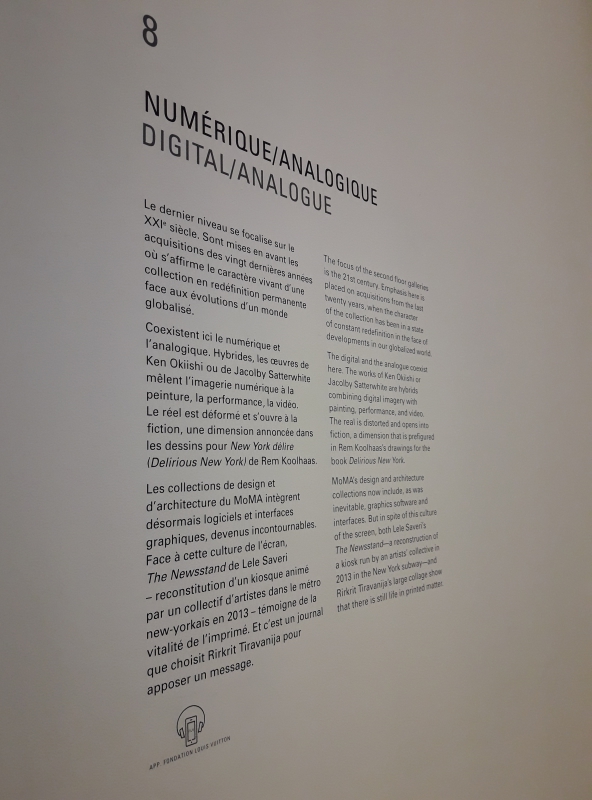 8
NUMÉRIQUE/ANALOGIQUE
DIGITAL/ANALOGUE
Le dernier niveau se focalise sur le
XXIe siècle. Sont mises en avant les
acquisitions des vingt dernières années
où s'affirme le caractère vivant d'une
collection en redéfinition permanente
face aux évolutions d'un monde
globalisé.
Coexistent ici le numérique et
l'analogique. Hybrides, les œuvres de
Ken Okiishi ou de Jacolby Satterwhite
mêlent l'imagerie numérique à la
peinture, la performance, la vidéo.
Le réel est déformé et s'ouvre à la
fiction, une dimension annoncée dans
les dessins pour New York délire
(Delirious New York) de Rem Koolhaas.
Les collections de design et
d'architecture du MoMA intègrent
désormais logiciels et interfaces
graphiques, devenus incontournables.
Face à cette culture de l'écran,
The Newsstand de Lele Saveri
– reconstitution d'un kiosque animé
par un collectif d'artistes dans le métro
new-yorkais en 2013 – témoigne de la
vitalité de l'imprimé. Et c'est un journal
que choisit Rirkrit Tiravanija pour
apposer un message.
The focus of the second floor galleries
is the 21st century. Emphasis here is
placed on acquisitions from the last
twenty years, when the character
of the collection has been in a state
of constant redefinition in the face of
developments in our globalized world.
The digital and the analogue coexist
here. The works of Ken Okiishi or
Jacolby Satterwhite are hybrids
combining digital imagery with
painting, performance, and video.
The real is distorted and opens into
fiction, a dimension that is prefigured
in Rem Koolhaas's drawings for the
book Delirious New York.
MoMA's design and architecture
collections now include, as was
inevitable, graphics software and
interfaces. But in spite of this culture
of the screen, both Lele Saveri's
The Newsstand—a reconstruction of
a kiosk run by an artists' collective in
2013 in the New York subway—and
Rirkrit Tiravanija's large collage show
that there is still life in printed matter.
APP. FONDATION LOUIS VUITTON